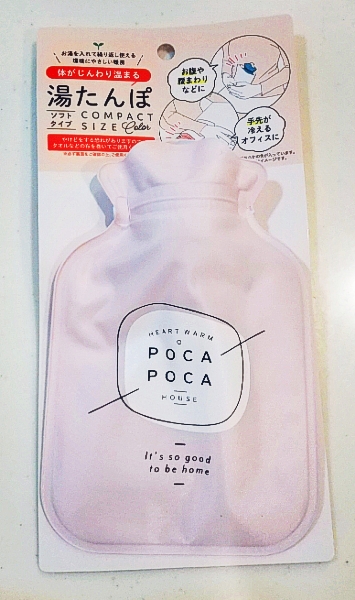 お湯を入れて繰り返し使える
環境にやさしい暖房
体がじんわり温まる
湯たんぽ
ソフト
タイプ
COMPACT
SIZE Color
お腹や
腰まわり
などに
手先が
冷える
オフィスに
HEART WARM
POCA
POCA
HOUSE
It's so good
to be home